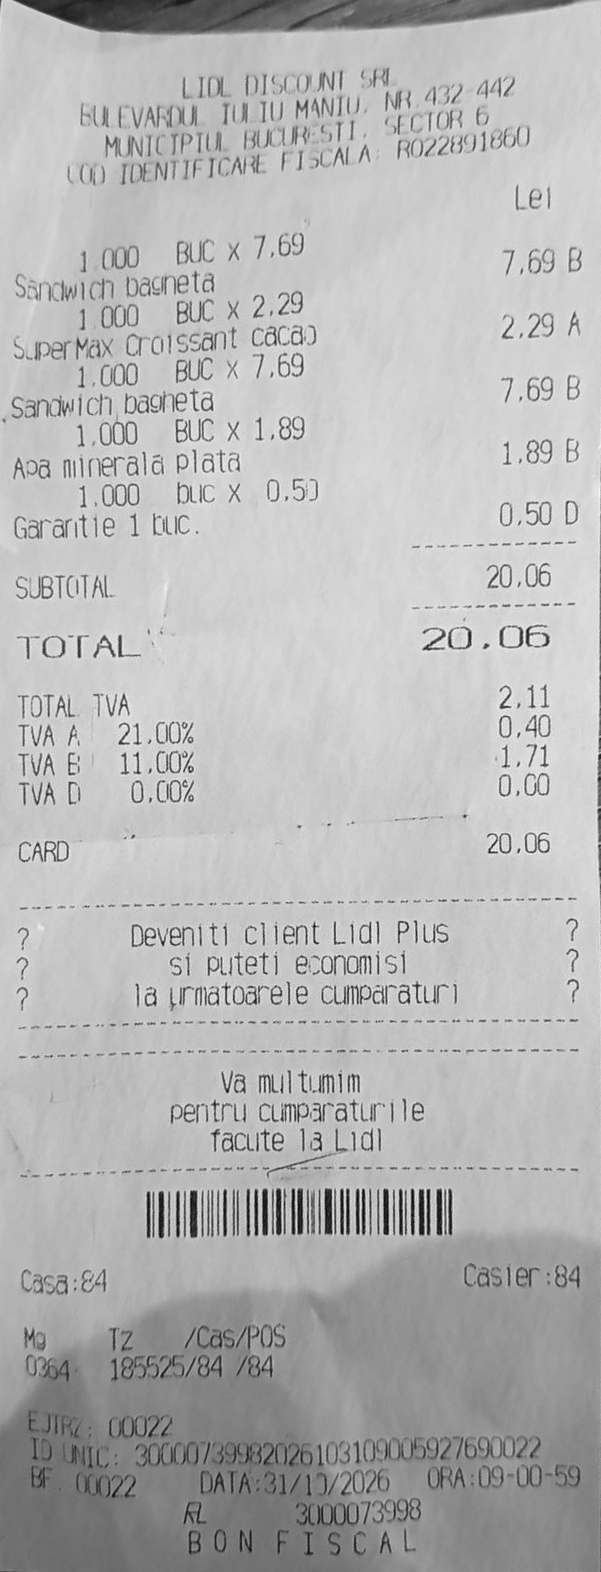 LIDL DISCOUNT SRL
BULEVARDUL IULIU MANIU, NR.432-442
MUNICIPIUL BUCURESTI, SECTOR 6
COD IDENTIFICARE FISCALA: RO22891860
Lei
1.000 BUC x 7,69
Sandwich bagheta 7,69 B
1.000 BUC x 2,29
SuperMax Croissant cacao 2,29 A
1.000 BUC x 7,69
Sandwich bagheta 7,69 B
1.000 BUC x 1,89
Apa minerala plata 1,89 B
1.000 buc x 0,50
Garantie 1 buc. 0,50 D
SUBTOTAL 20,06
TOTAL 20,06
TOTAL TVA 2,11
TVA A 21,00% 0,40
TVA B 11,00% 1,71
TVA D 0,00% 0,00
CARD 20,06
? Deveniti client Lidl Plus ?
? si puteti economisi ?
? la urmatoarele cumparaturi ?
Va multumim
pentru cumparaturile
facute la Lidl
Casa:84 Casier:84
Mg Tz /Cas/POS
0364 185525/84 /84
EJTRZ: 00022
ID UNIC: 30000739982026103109005927690022
BF. 00022 DATA:31/10/2026 ORA:09-00-59
3000073998
BON FISCAL